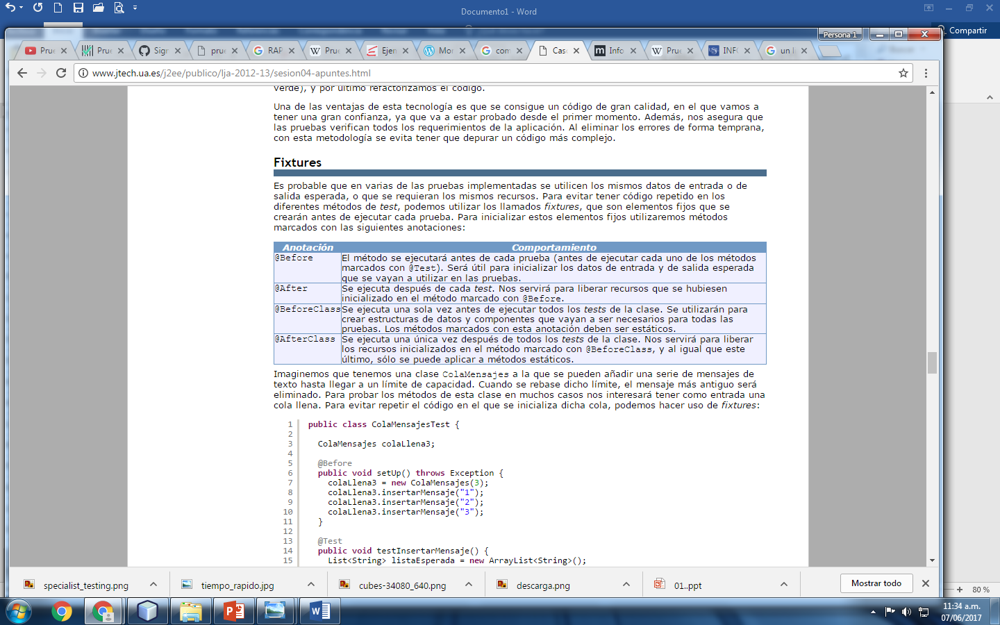 Documento1 - Word
Compartir
Persona 1
Prue
Prue
Sign
prue
RAP
Prue
Ejen
Mor
com
Caso
Info
Prue
INFO
un l
www.jtech.ua.es/j2ee/publico/lja-2012-13/sesion04-apuntes.html
verde), y por último refactorizamos el código.
Una de las ventajas de esta tecnología es que se consigue un código de gran calidad, en el que vamos a
tener una gran confianza, ya que va a estar probado desde el primer momento. Además, nos asegura que
las pruebas verifican todos los requerimientos de la aplicación. Al eliminar los errores de forma temprana,
con esta metodología se evita tener que depurar un código más complejo.
Fixtures
Es probable que en varias de las pruebas implementadas se utilicen los mismos datos de entrada o de
salida esperada, o que se requieran los mismos recursos. Para evitar tener código repetido en los
diferentes métodos de test, podemos utilizar los llamados fixtures, que son elementos fijos que se
crearán antes de ejecutar cada prueba. Para inicializar estos elementos fijos utilizaremos métodos
marcados con las siguientes anotaciones:
Anotación Comportamiento
@Before El método se ejecutará antes de cada prueba (antes de ejecutar cada uno de los métodos
marcados con @Test). Será útil para inicializar los datos de entrada y de salida esperada
que se vayan a utilizar en las pruebas.
@After Se ejecuta después de cada test. Nos servirá para liberar recursos que se hubiesen
inicializado en el método marcado con @Before.
@BeforeClass Se ejecuta una sola vez antes de ejecutar todos los tests de la clase. Se utilizarán para
crear estructuras de datos y componentes que vayan a ser necesarios para todas las
pruebas. Los métodos marcados con esta anotación deben ser estáticos.
@AfterClass Se ejecuta una única vez después de todos los tests de la clase. Nos servirá para liberar
los recursos inicializados en el método marcado con @BeforeClass, y al igual que este
último, sólo se puede aplicar a métodos estáticos.
Imaginemos que tenemos una clase ColaMensajes a la que se pueden añadir una serie de mensajes de
texto hasta llegar a un límite de capacidad. Cuando se rebase dicho límite, el mensaje más antiguo será
eliminado. Para probar los métodos de esta clase en muchos casos nos interesará tener como entrada una
cola llena. Para evitar repetir el código en el que se inicializa dicha cola, podemos hacer uso de fixtures:
1 public class ColaMensajesTest {
2
3 ColaMensajes colaLlena3;
4
5 @Before
6 public void setUp() throws Exception {
7 colaLlena3 = new ColaMensajes(3);
8 colaLlena3.insertarMensaje("1");
9 colaLlena3.insertarMensaje("2");
10 colaLlena3.insertarMensaje("3");
11 }
12
13 @Test
14 public void testInsertarMensaje() {
15 List<String> listaEsperada = new ArrayList<String>();
specialist_testing.png
tiempo_rapido.jpg
cubes-34080_640.png
descarga.png
01..ppt
Mostrar todo
80 %
11:34 a.m.
07/06/2017